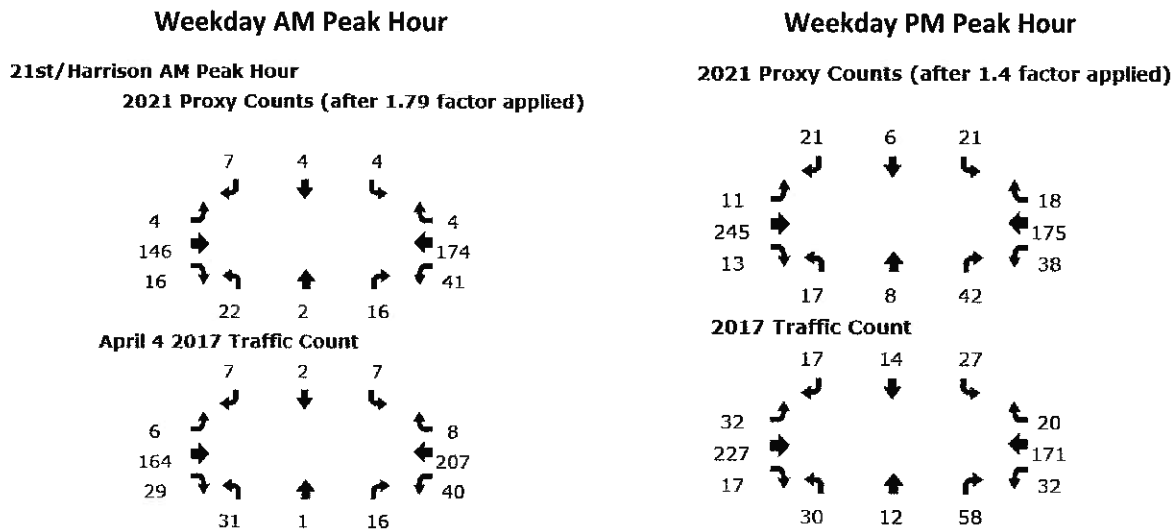 Weekday AM Peak Hour
21st/Harrison AM Peak Hour
2021 Proxy Counts (after 1.79 factor applied)
7 4 4
4 4
146 174
16 41
22 2 16
April 4 2017 Traffic Count
7 2 7
6 8
164 207
29 40
31 1 16
Weekday PM Peak Hour
2021 Proxy Counts (after 1.4 factor applied)
21 6 21
11 18
245 175
13 38
17 8 42
2017 Traffic Count
17 14 27
32 20
227 171
17 32
30 12 58